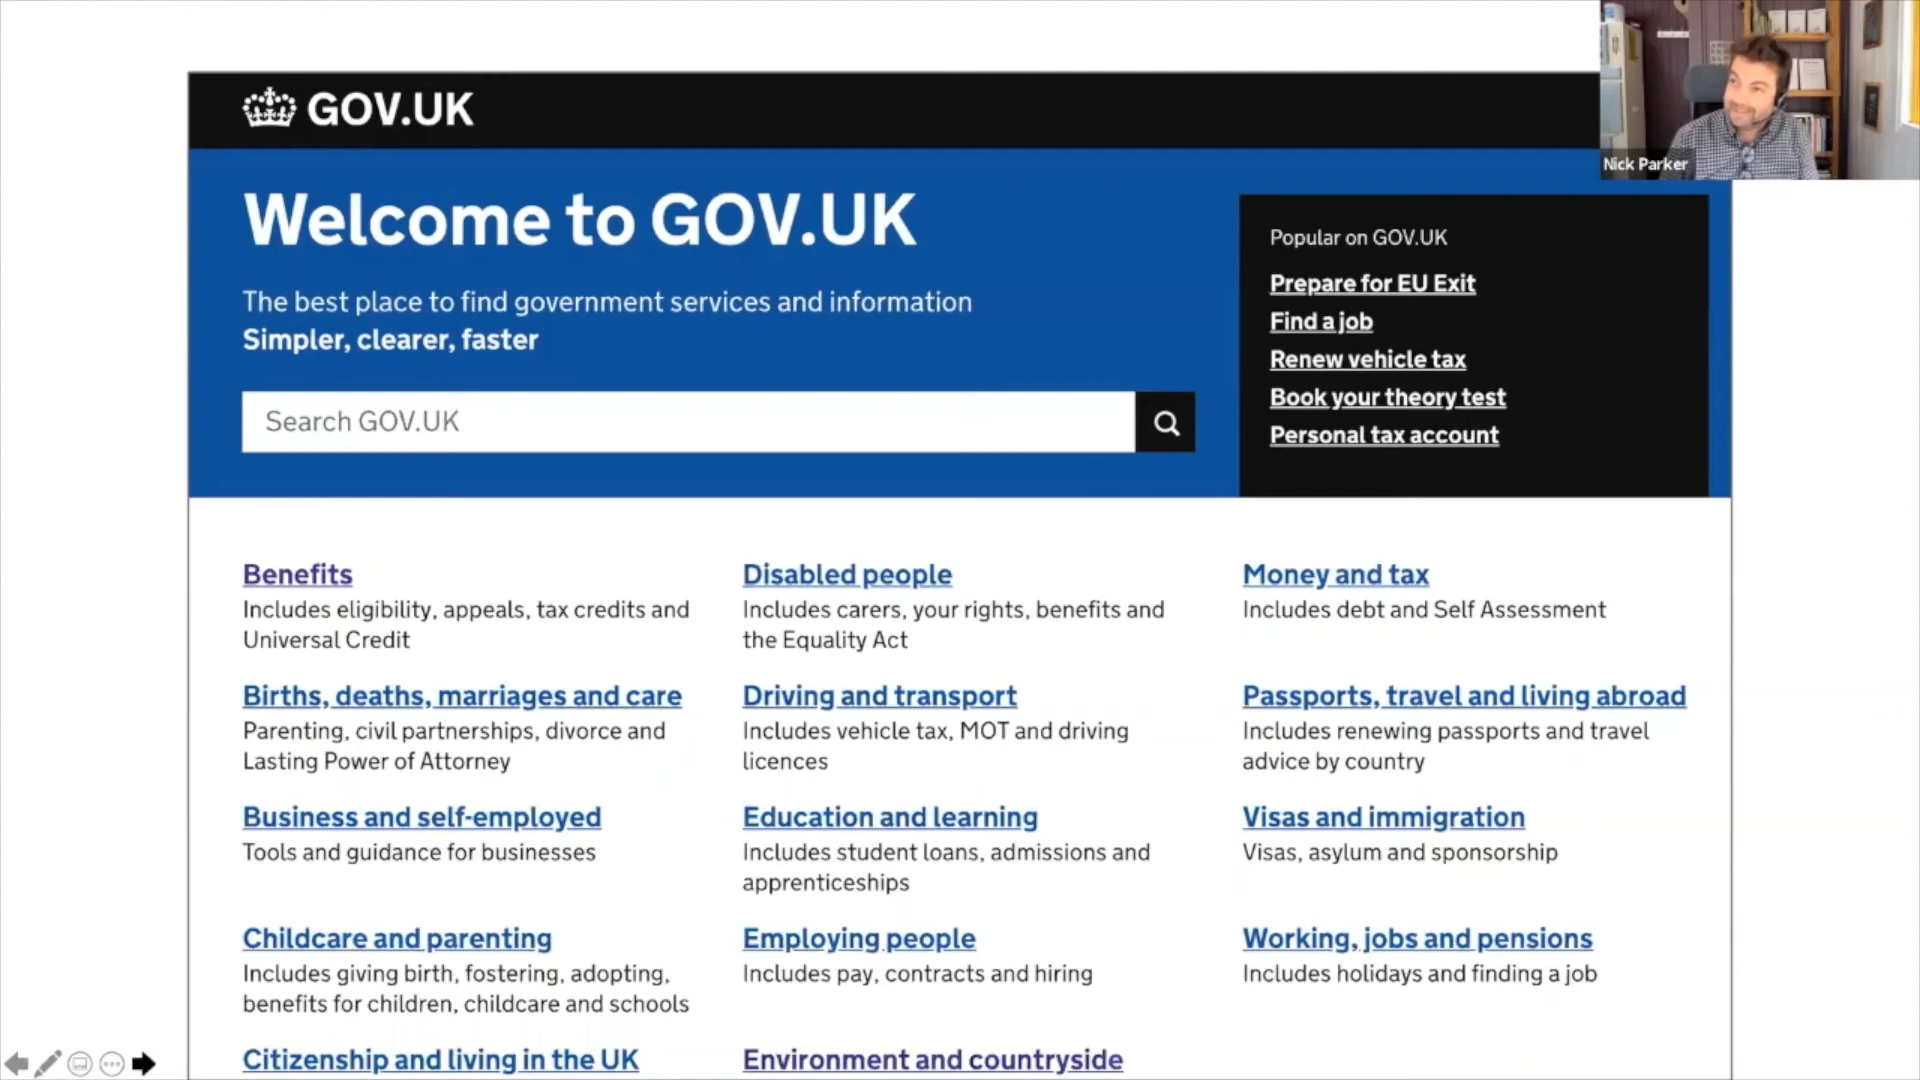 GOV.UK
Nick Parker
Welcome to GOV.UK
The best place to find government services and information
Simpler, clearer, faster
Search GOV.UK
Popular on GOV.UK
Prepare for EU Exit
Find a job
Renew vehicle tax
Book your theory test
Personal tax account
Benefits
Includes eligibility, appeals, tax credits and
Universal Credit
Births, deaths, marriages and care
Parenting, civil partnerships, divorce and
Lasting Power of Attorney
Business and self-employed
Tools and guidance for businesses
Childcare and parenting
Includes giving birth, fostering, adopting,
benefits for children, childcare and schools
Citizenship and living in the UK
Disabled people
Includes carers, your rights, benefits and
the Equality Act
Driving and transport
Includes vehicle tax, MOT and driving
licences
Education and learning
Includes student loans, admissions and
apprenticeships
Employing people
Includes pay, contracts and hiring
Environment and countryside
Money and tax
Includes debt and Self Assessment
Passports, travel and living abroad
Includes renewing passports and travel
advice by country
Visas and immigration
Visas, asylum and sponsorship
Working, jobs and pensions
Includes holidays and finding a job